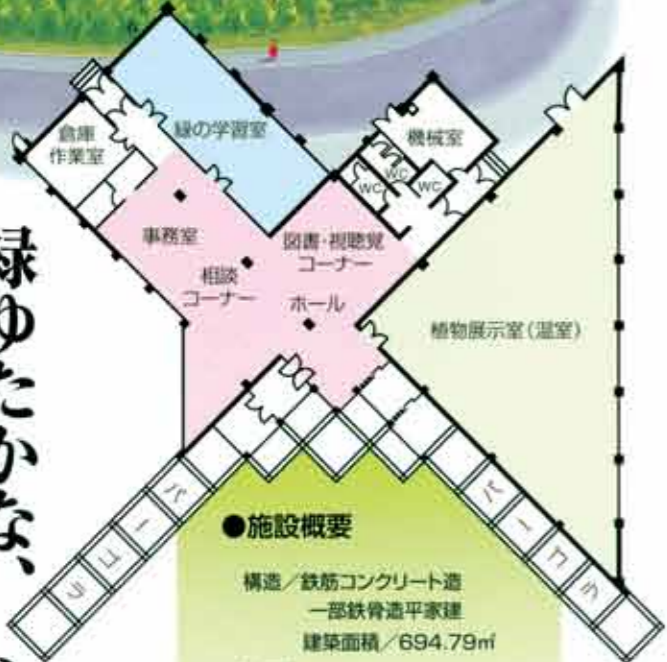 倉庫
作業室
緑の学習室
機械室
WC
WC
WC
事務室
図書・視聴覚
コーナー
相談
コーナー
ホール
植物展示室(温室)
パーゴラ
パーゴラ
緑ゆたかな、
●施設概要
構造／鉄筋コンクリート造
一部鉄骨造平家建
建築面積／694.79㎡